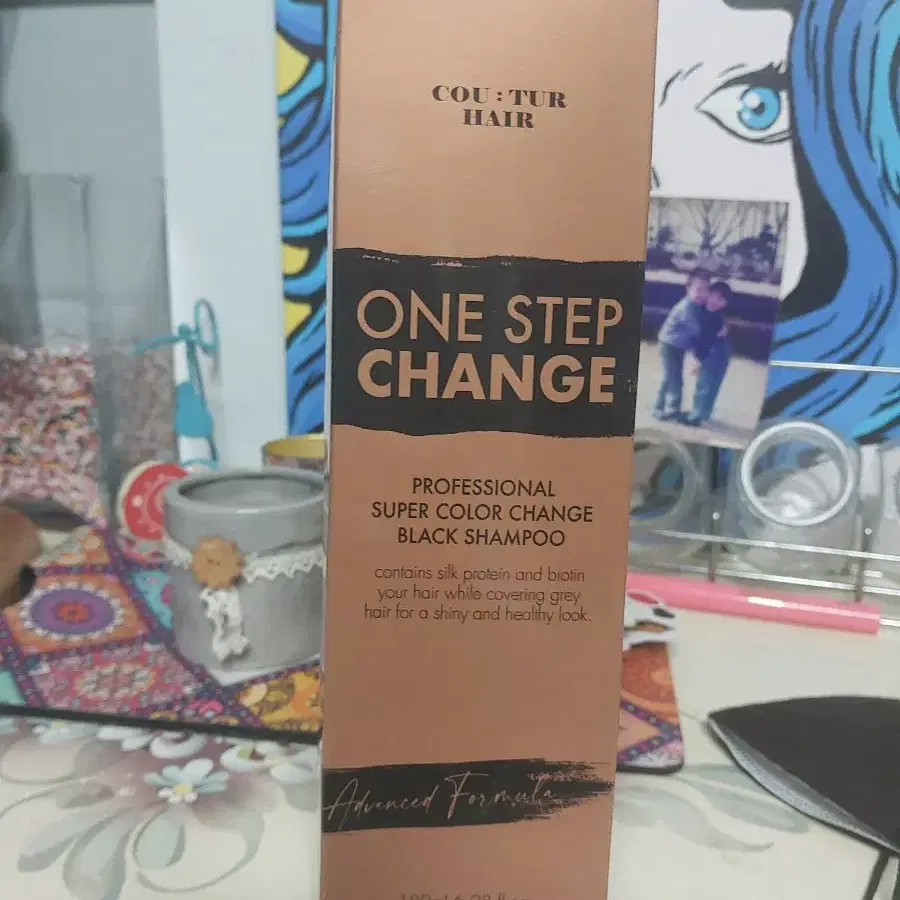 COU : TUR
HAIR
ONE STEP
CHANGE
PROFESSIONAL
SUPER COLOR CHANGE
BLACK SHAMPOO
contains silk protein and biotin
your hair while covering grey
hair for a shiny and healthy look.
Advanced Formula